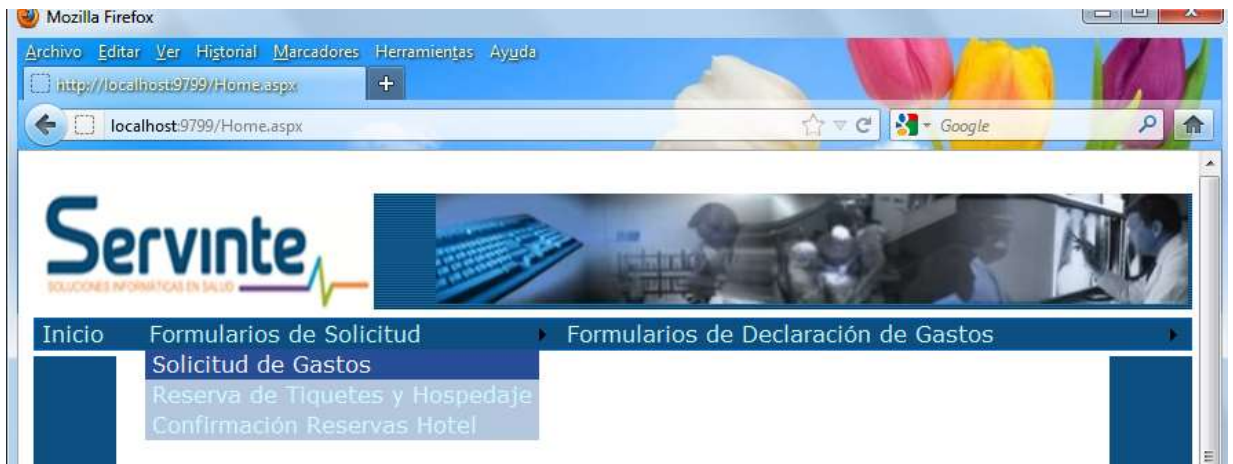 Mozilla Firefox
Archivo Editar Ver Historial Marcadores Herramientas Ayuda
http://localhost:9799/Home.aspx
localhost:9799/Home.aspx
Google
Servinte
SOLUCIONES INFORMÁTICAS EN SALUD
Inicio Formularios de Solicitud Formularios de Declaración de Gastos
Solicitud de Gastos
Reserva de Tiquetes y Hospedaje
Confirmación Reservas Hotel